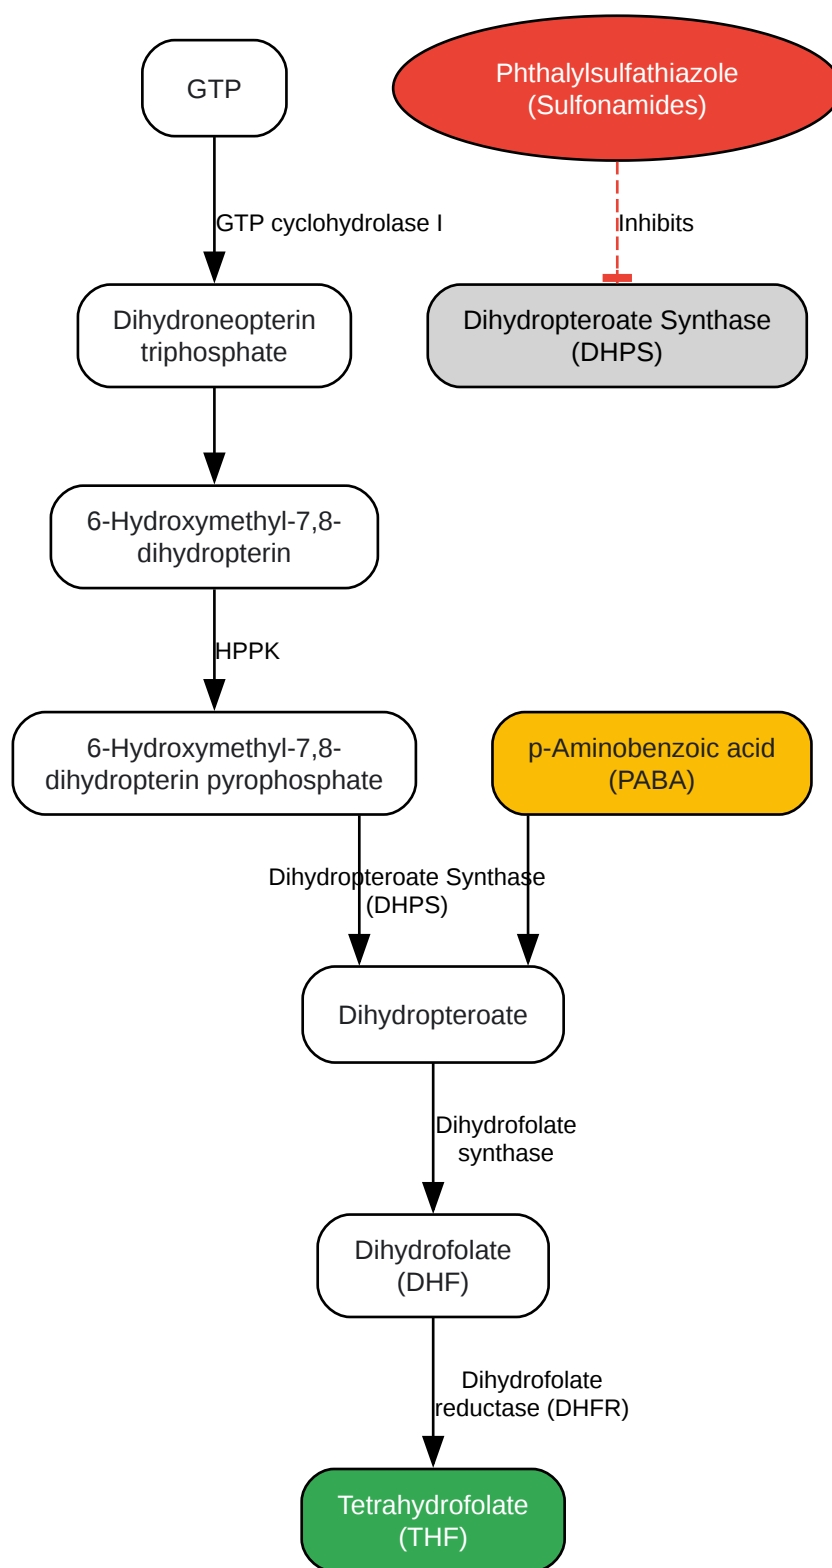 GTP
Phthalylsulfathiazole
(Sulfonamides)
GTP cyclohydrolase I
Inhibits
Dihydroneopterin
triphosphate
Dihydropteroate Synthase
(DHPS)
6-Hydroxymethyl-7,8-
dihydropterin
HPPK
6-Hydroxymethyl-7,8-
dihydropterin pyrophosphate
p-Aminobenzoic acid
(PABA)
Dihydropteroate Synthase
(DHPS)
Dihydropteroate
Dihydrofolate
synthase
Dihydrofolate
(DHF)
Dihydrofolate
reductase (DHFR)
Tetrahydrofolate
(THF)